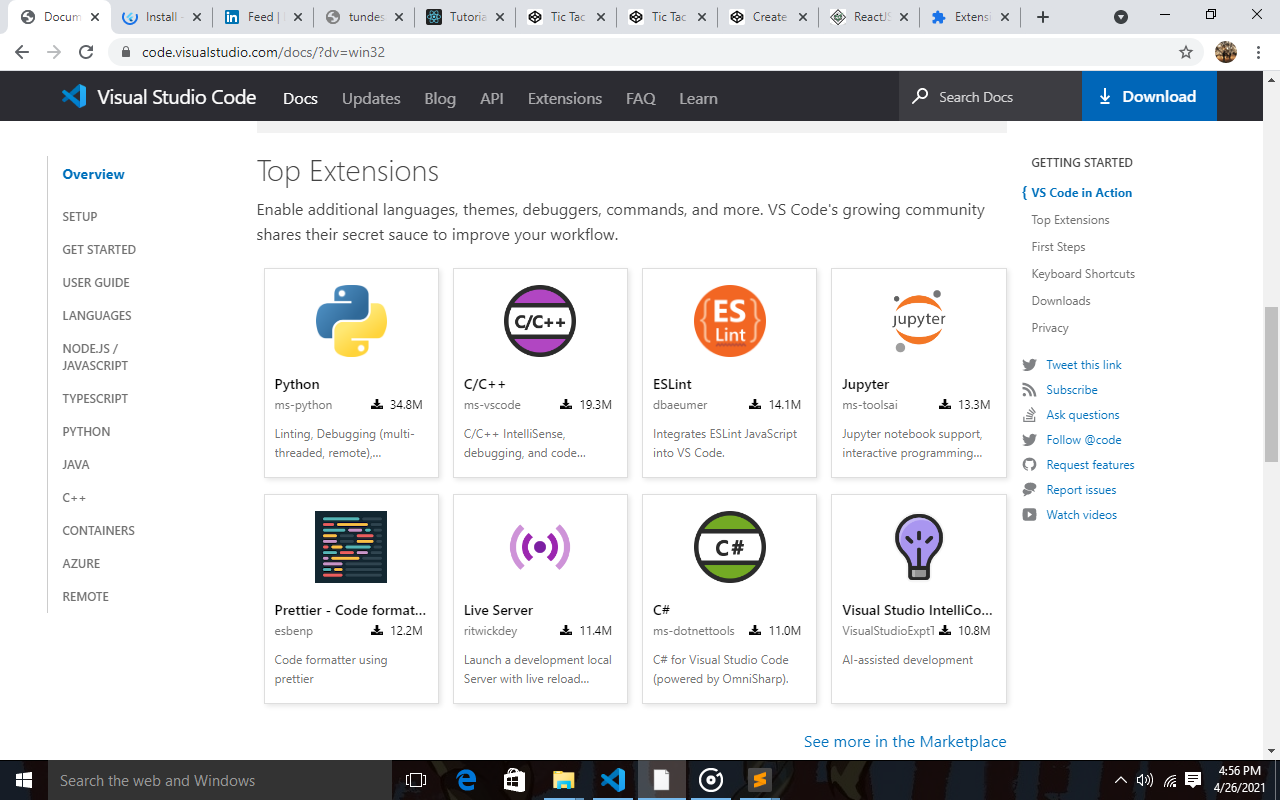 Docum
Install -
Feed |
tundes
Tutoria
Tic Tac
Tic Tac
Create
ReactJS
Extensi
code.visualstudio.com/docs/?dv=win32
Visual Studio Code
Docs
Updates
Blog
API
Extensions
FAQ
Learn
Search Docs
Download
Overview
SETUP
GET STARTED
USER GUIDE
LANGUAGES
NODE.JS /
JAVASCRIPT
TYPESCRIPT
PYTHON
JAVA
C++
CONTAINERS
AZURE
REMOTE
Top Extensions
Enable additional languages, themes, debuggers, commands, and more. VS Code's growing community
shares their secret sauce to improve your workflow.
Python
ms-python 34.8M
Linting, Debugging (multi-
threaded, remote),...
C/C++
C/C++
ms-vscode 19.3M
C/C++ IntelliSense,
debugging, and code...
ES
Lint
ESLint
dbaeumer 14.1M
Integrates ESLint JavaScript
into VS Code.
jupyter
Jupyter
ms-toolsai 13.3M
Jupyter notebook support,
interactive programming...
Prettier - Code format...
esbenp 12.2M
Code formatter using
prettier
Live Server
ritwickdey 11.4M
Launch a development local
Server with live reload...
C#
C#
ms-dotnettools 11.0M
C# for Visual Studio Code
(powered by OmniSharp).
Visual Studio IntelliCo...
VisualStudioExptT 10.8M
AI-assisted development
See more in the Marketplace
GETTING STARTED
{ VS Code in Action
Top Extensions
First Steps
Keyboard Shortcuts
Downloads
Privacy
Tweet this link
Subscribe
Ask questions
Follow @code
Request features
Report issues
Watch videos
Search the web and Windows
4:56 PM
4/26/2021